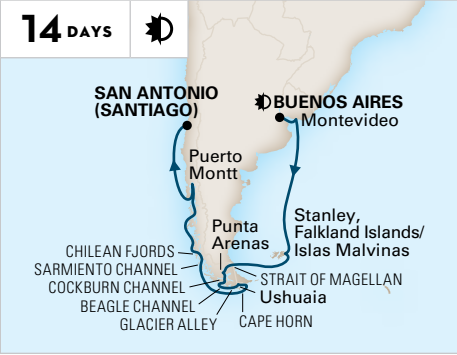 14 DAYS
SAN ANTONIO
(SANTIAGO)
BUENOS AIRES
Montevideo
Puerto
Montt
Punta
Arenas
Stanley,
Falkland Islands/
Islas Malvinas
CHILEAN FJORDS
SARMIENTO CHANNEL
COCKBURN CHANNEL
BEAGLE CHANNEL
GLACIER ALLEY
STRAIT OF MAGELLAN
Ushuaia
CAPE HORN